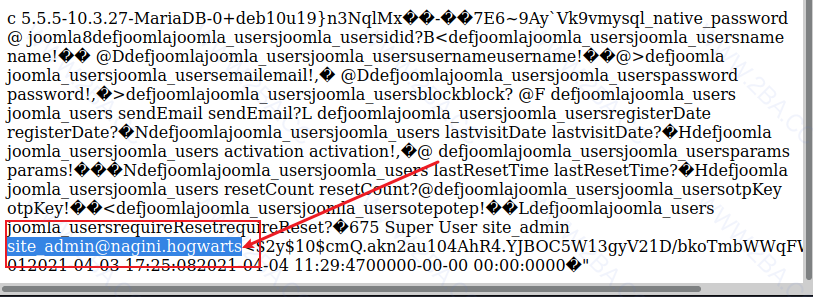 c 5.5.5-10.3.27-MariaDB-0+deb10u19}n3NqlMx��-��7E6~9Ay`Vk9vmysql_native_password
@ joomla8defjoomlajoomla_usersjoomla_usersidid?B<defjoomlajoomla_usersjoomla_usersname
name!�� @Ddefjoomlajoomla_usersjoomla_usersusernameusername!��@>defjoomla
joomla_usersjoomla_usersemailemail!,� @Ddefjoomlajoomla_usersjoomla_userspassword
password!,�>defjoomlajoomla_usersjoomla_usersblockblock? @F defjoomlajoomla_users
joomla_users sendEmail sendEmail?L defjoomlajoomla_usersjoomla_usersregisterDate
registerDate?�Ndefjoomlajoomla_usersjoomla_users lastvisitDate lastvisitDate?�Hdefjoomla
joomla_usersjoomla_users activation activation!,�@ defjoomlajoomla_usersjoomla_usersparams
params!���Ndefjoomlajoomla_usersjoomla_users lastResetTime lastResetTime?�Hdefjoomla
joomla_usersjoomla_users resetCount resetCount?@defjoomlajoomla_usersjoomla_usersotpKey
otpKey!��<defjoomlajoomla_usersjoomla_usersotepotep!��Ldefjoomlajoomla_users
joomla_usersrequireResetrequireReset?�675 Super User site_admin
site_admin@nagini.hogwarts<$2y$10$cmQ.akn2au104AhR4.YJBOC5W13gyV21D/bkoTmbWWqFW
012021-04-03 17:25:082021-04-04 11:29:4700000-00-00 00:00:0000�"